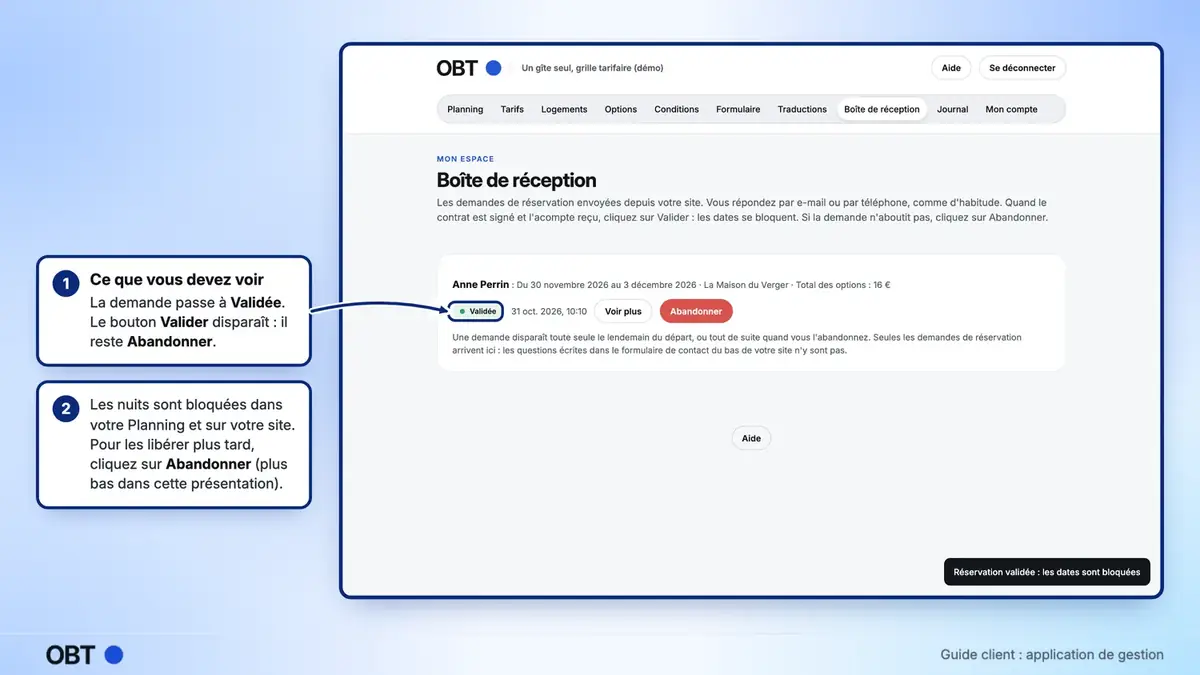 OBT
Un gîte seul, grille tarifaire (démo)
Aide
Se déconnecter
Planning
Tarifs
Logements
Options
Conditions
Formulaire
Traductions
Boîte de réception
Journal
Mon compte
MON ESPACE
Boîte de réception
Les demandes de réservation envoyées depuis votre site. Vous répondez par e-mail ou par téléphone, comme d'habitude. Quand le
contrat est signé et l'acompte reçu, cliquez sur Valider : les dates se bloquent. Si la demande n'aboutit pas, cliquez sur Abandonner.
1
Ce que vous devez voir
La demande passe à Validée.
Le bouton Valider disparaît : il
reste Abandonner.
2
Les nuits sont bloquées dans
votre Planning et sur votre site.
Pour les libérer plus tard,
cliquez sur Abandonner (plus
bas dans cette présentation).
Anne Perrin : Du 30 novembre 2026 au 3 décembre 2026 · La Maison du Verger · Total des options : 16 €
Validée
31 oct. 2026, 10:10
Voir plus
Abandonner
Une demande disparaît toute seule le lendemain du départ, ou tout de suite quand vous l'abandonnez. Seules les demandes de réservation
arrivent ici : les questions écrites dans le formulaire de contact du bas de votre site n'y sont pas.
Aide
Réservation validée : les dates sont bloquées
OBT
Guide client : application de gestion